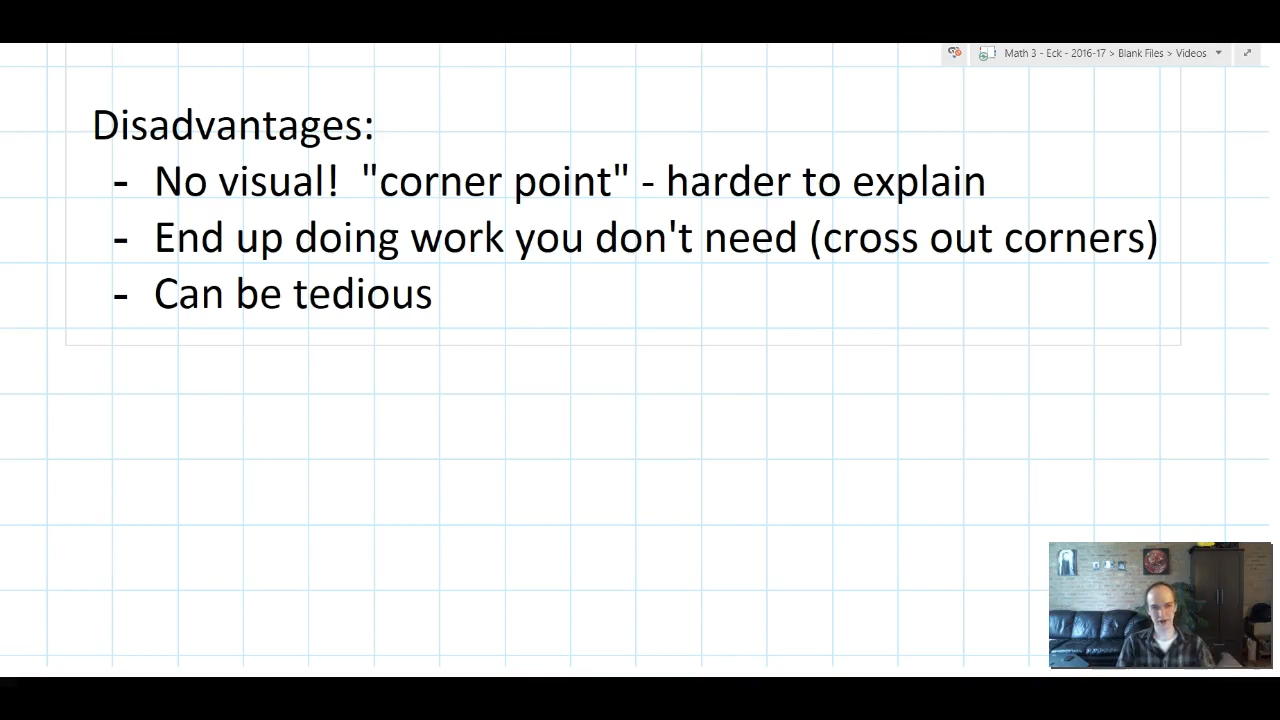 Math 3 - Eck - 2016-17 > Blank Files > Videos
Disadvantages:
- No visual! "corner point" - harder to explain
- End up doing work you don't need (cross out corners)
- Can be tedious